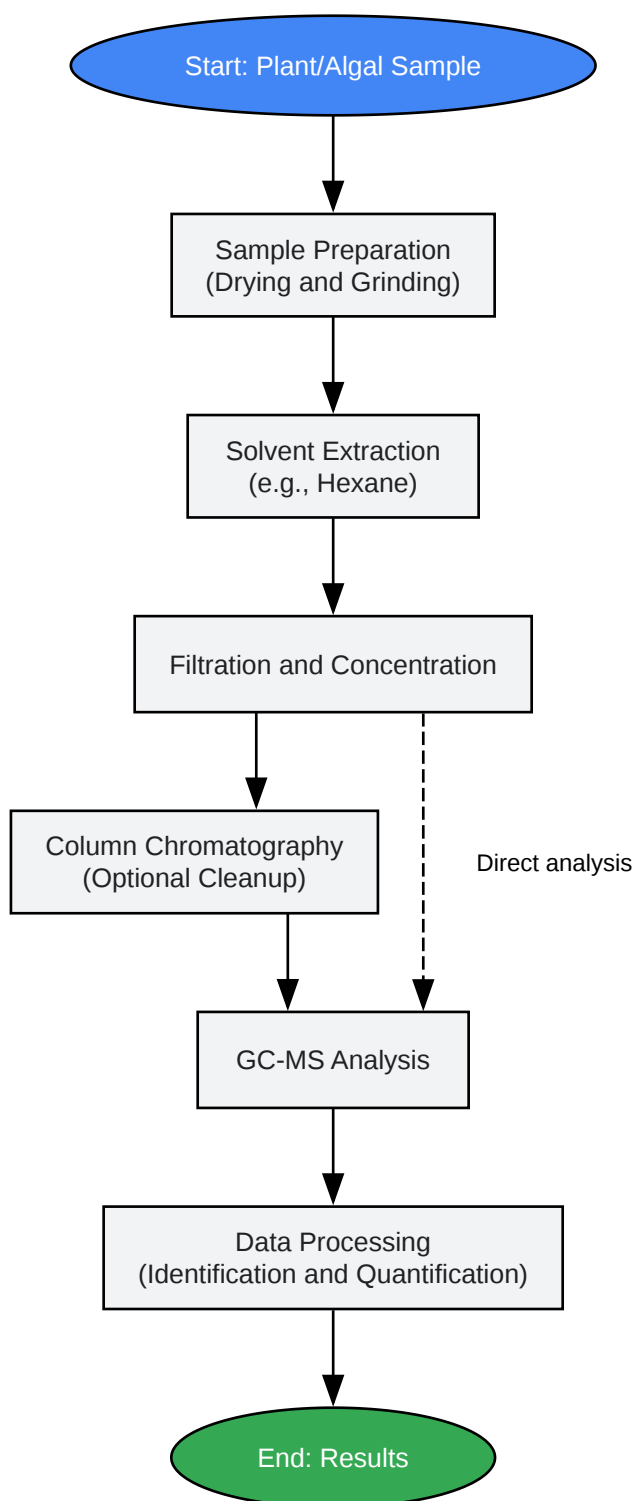 Start: Plant/Algal Sample
Sample Preparation
(Drying and Grinding)
Solvent Extraction
(e.g., Hexane)
Filtration and Concentration
Column Chromatography
(Optional Cleanup)
Direct analysis
GC-MS Analysis
Data Processing
(Identification and Quantification)
End: Results